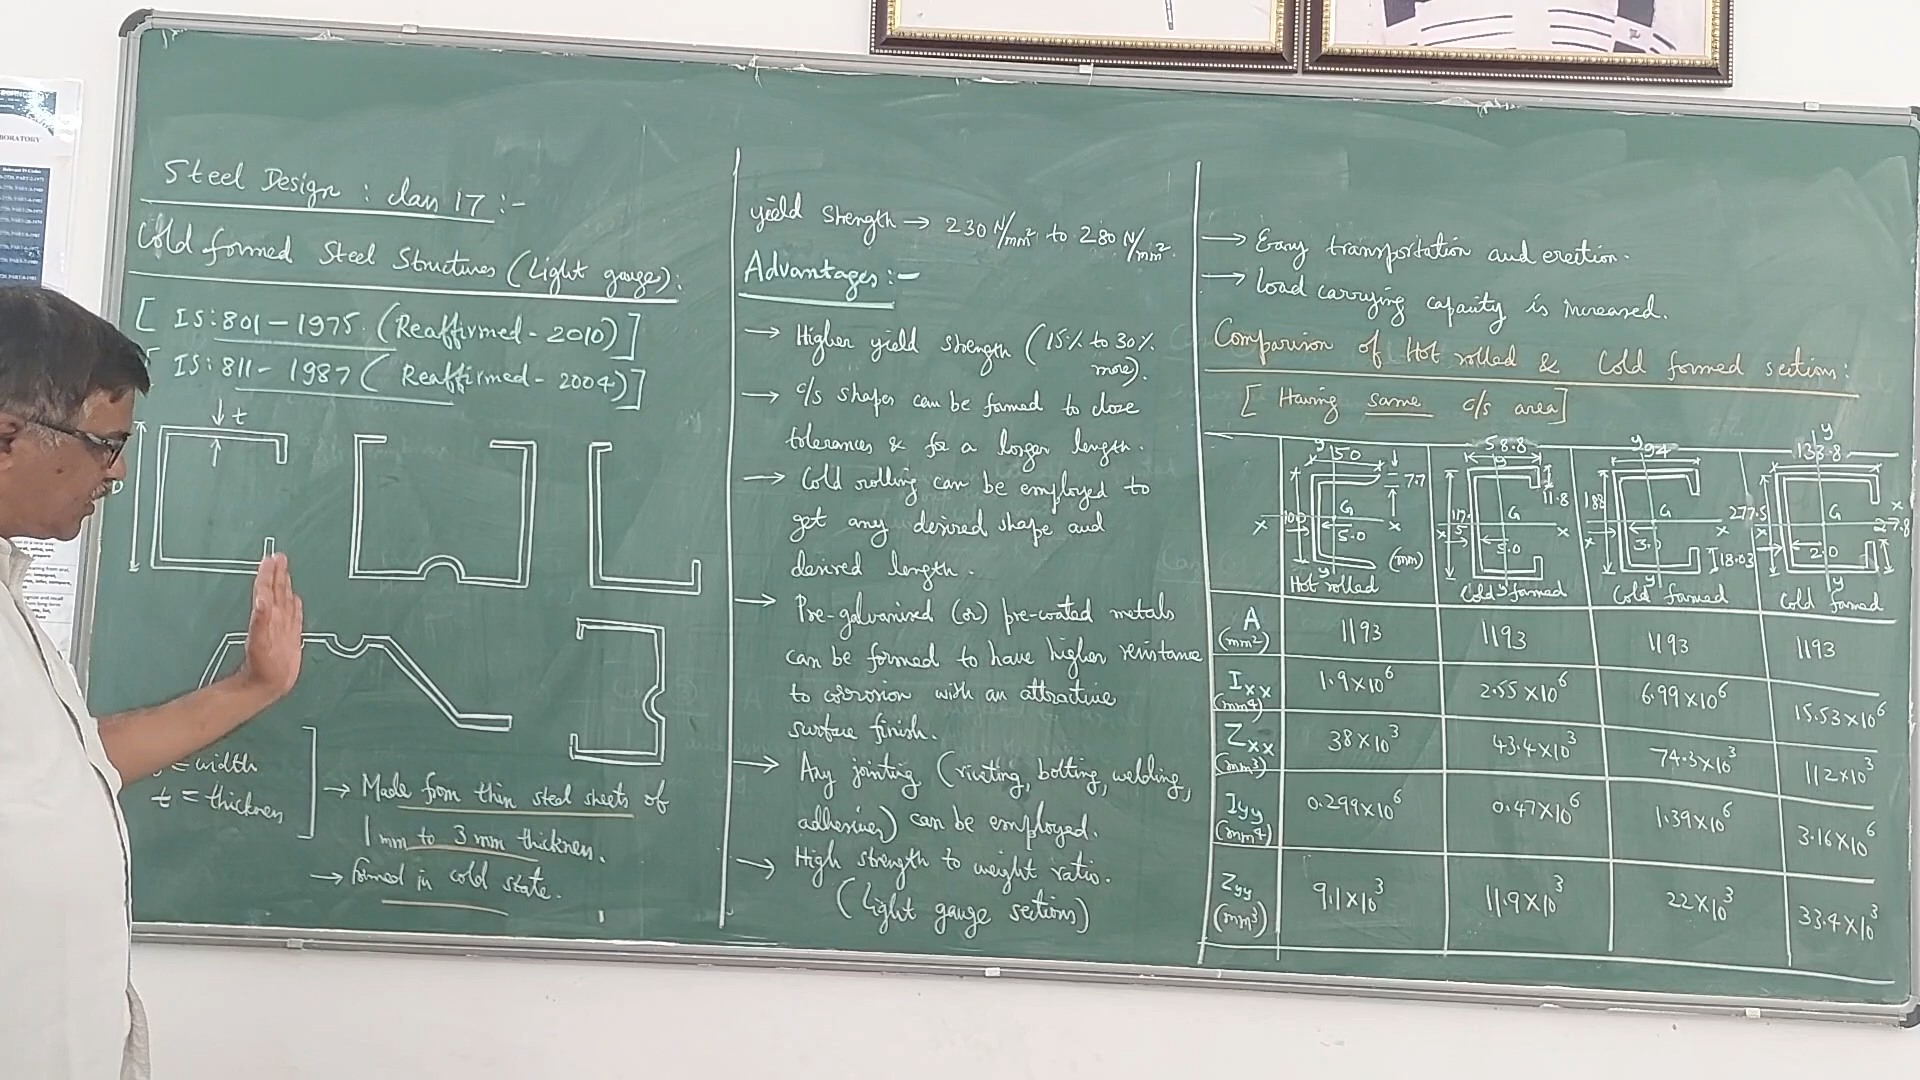 Steel Design : class 17 :-
Cold formed Steel Structures (Light gauge):
[ IS:801-1975 (Reaffirmed-2010)]
[ IS:811-1987 (Reaffirmed-2004)]
t
D
= width
t = thickness
→ Made from thin steel sheets of
1 mm to 3 mm thickness.
→ formed in cold state.
yield strength → 230 N/mm² to 280 N/mm².
Advantages:-
→ Higher yield strength (15% to 30%
more).
→ c/s shapes can be formed to close
tolerances & for a longer length.
→ Cold rolling can be employed to
get any desired shape and
desired length.
→ Pre-galvanised (or) pre-coated metals
can be formed to have higher resistance
to corrosion with an attractive
surface finish.
→ Any jointing (riveting, bolting, welding,
adhesives) can be employed.
→ High strength to weight ratio.
(Light gauge sections)
→ Easy transportation and erection.
→ Load carrying capacity is increased.
Comparison of Hot rolled & Cold formed sections:
[ Having same c/s area]
y 50 58.8 y 94 y 133.8
7.7 11.8 188 277.5 27.8
x 100 G x 117.5 G x G x G x
5.0 5.0 3.0 2.0
(mm) 18.03
Hot rolled Cold formed Cold formed Cold formed
A (mm²) 1193 1193 1193 1193
Ixx (mm4) 1.9×10⁶ 2.55×10⁶ 6.99×10⁶ 15.53×10⁶
Zxx (mm³) 38×10³ 43.4×10³ 74.3×10³ 112×10³
Iyy (mm4) 0.299×10⁶ 0.47×10⁶ 1.39×10⁶ 3.16×10⁶
Zyy (mm³) 9.1×10³ 11.9×10³ 22×10³ 33.4×10³